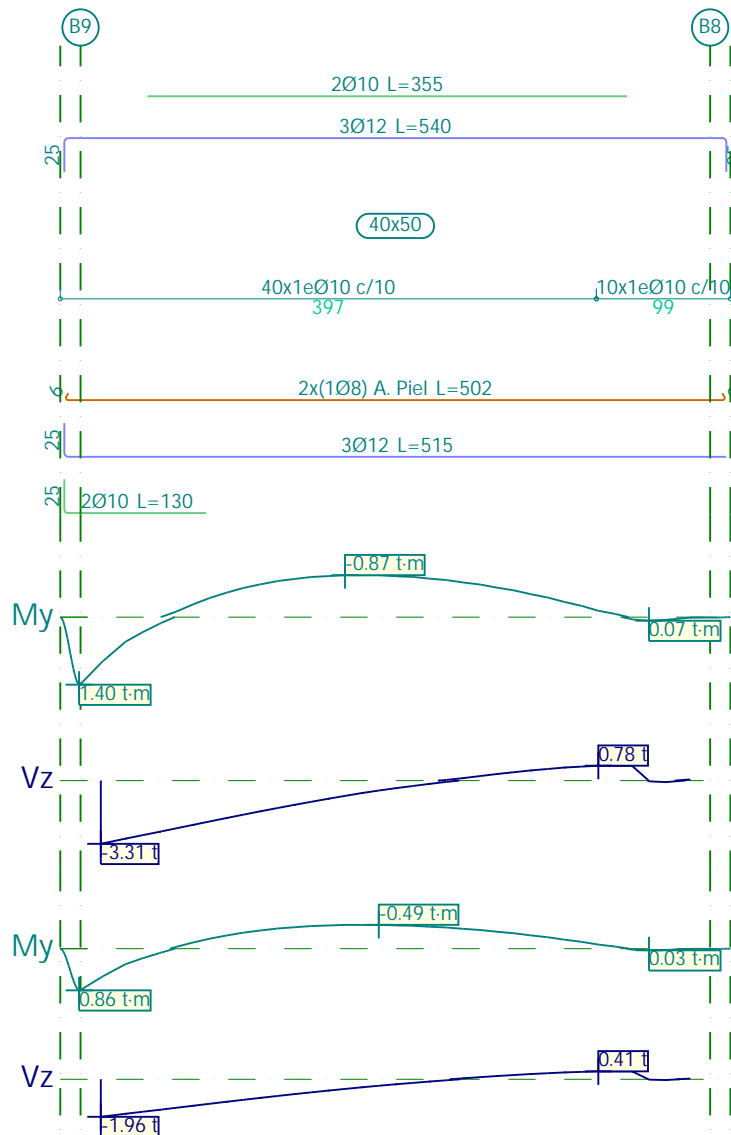 B9 B8
2Ø10 L=355
3Ø12 L=540
25
40x50
40x1eØ10 c/10 10x1eØ10 c/10
397 99
2x(1Ø8) A. Piel L=502
6
3Ø12 L=515
25
2Ø10 L=130
25
-0.87 t·m
My
0.07 t·m
1.40 t·m
0.78 t
Vz
-3.31 t
-0.49 t·m
My
0.03 t·m
0.86 t·m
0.41 t
Vz
-1.96 t